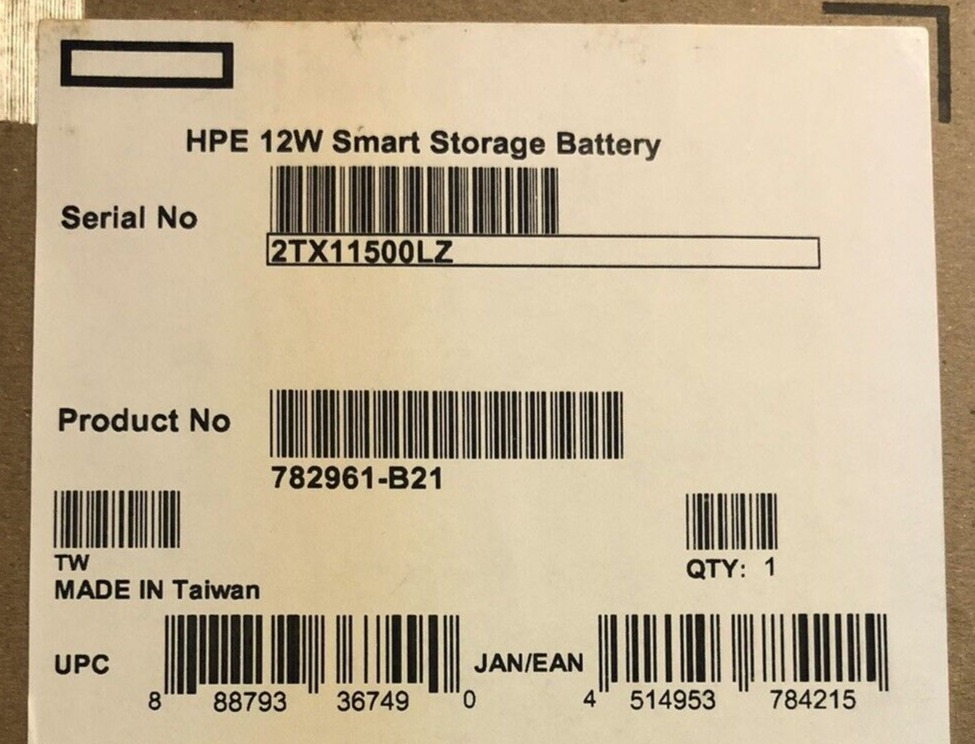 HPE 12W Smart Storage Battery
Serial No
2TX11500LZ
Product No
782961-B21
TW
QTY: 1
MADE IN Taiwan
UPC
8 88793 36749 0
JAN/EAN
4 514953 784215